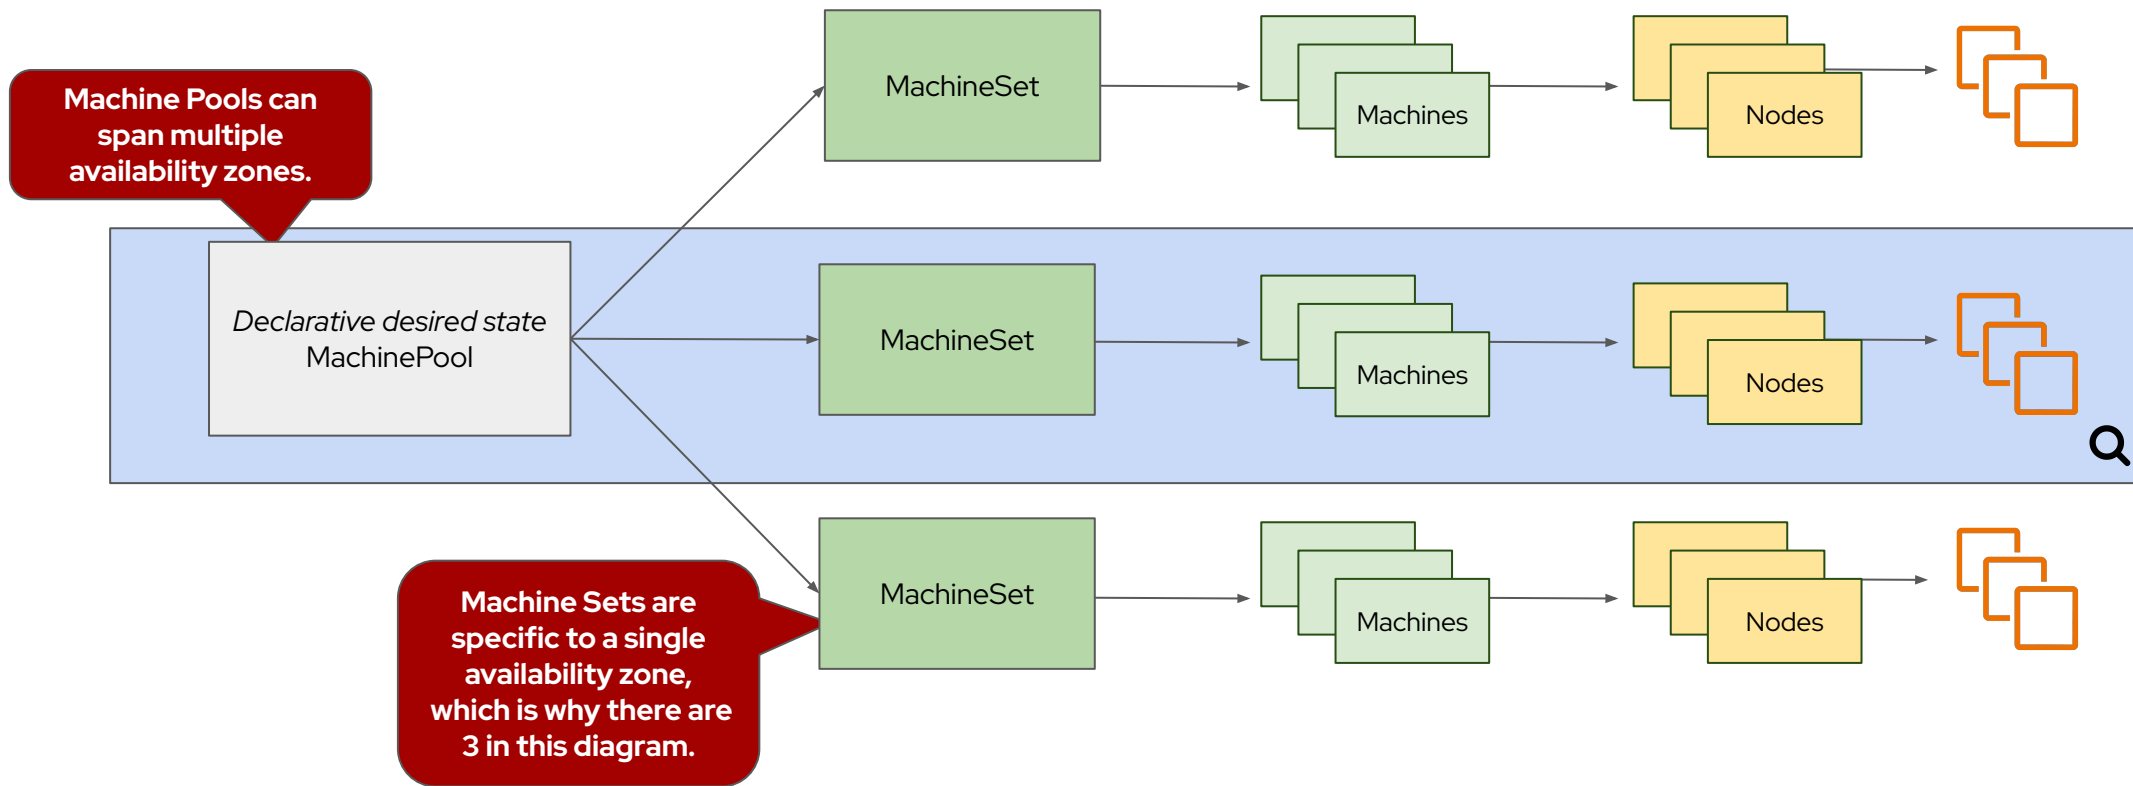 MachineSet
Machines
Nodes
Machine Pools can
span multiple
availability zones.
Declarative desired state
MachinePool
MachineSet
Machines
Nodes
MachineSet
Machines
Nodes
Machine Sets are
specific to a single
availability zone,
which is why there are
3 in this diagram.